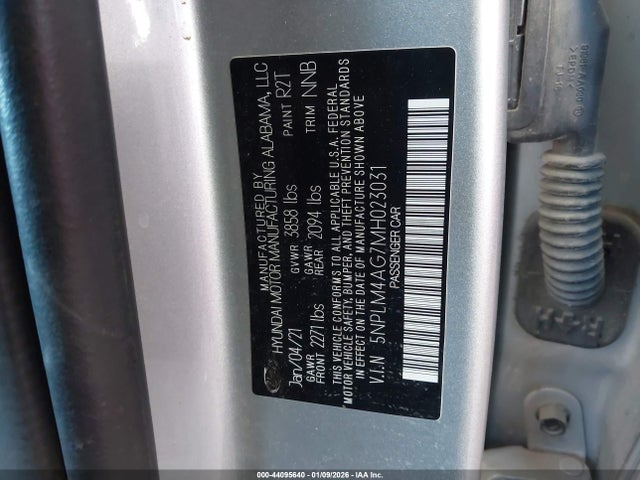 MANUFACTURED BY
HYUNDAI MOTOR MANUFACTURING ALABAMA, LLC
Jan/04/21 GVWR 3858 lbs PAINT R2T
GAWR FRONT 2271 lbs GAWR REAR 2094 lbs TRIM NNB
THIS VEHICLE CONFORMS TO ALL APPLICABLE U.S.A. FEDERAL
MOTOR VEHICLE SAFETY, BUMPER, AND THEFT PREVENTION STANDARDS
IN EFFECT ON THE DATE OF MANUFACTURE SHOWN ABOVE
V.I.N 5NPLM4AG7MH023031
PASSENGER CAR
000-44095640 - 01/09/2026 - IAA Inc.